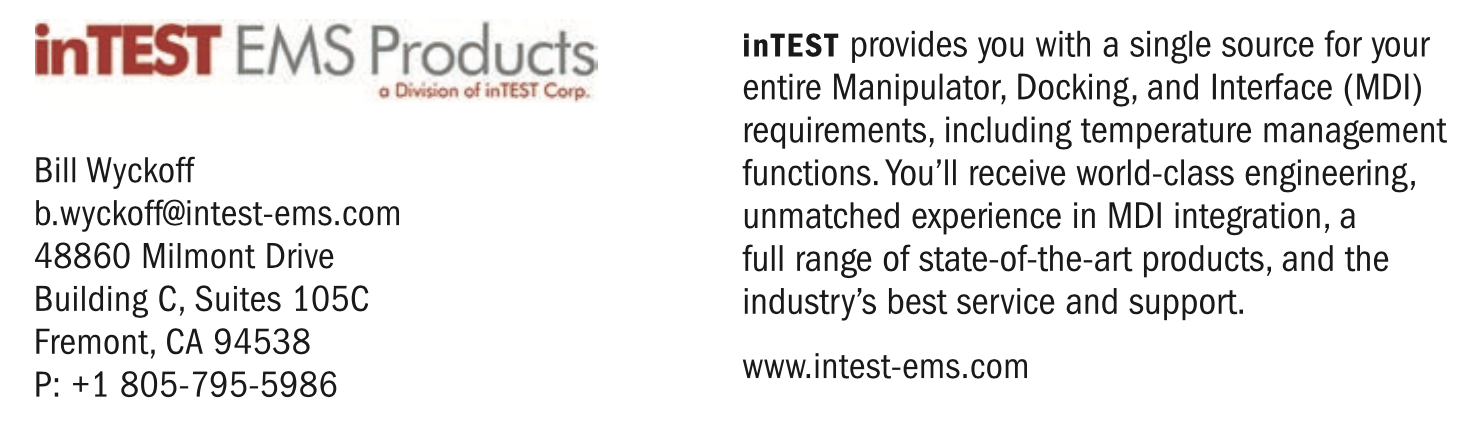 inTEST EMS Products
a Division of inTEST Corp.
Bill Wyckoff
b.wyckoff@intest-ems.com
48860 Milmont Drive
Building C, Suites 105C
Fremont, CA 94538
P: +1 805-795-5986
inTEST provides you with a single source for your
entire Manipulator, Docking, and Interface (MDI)
requirements, including temperature management
functions. You’ll receive world-class engineering,
unmatched experience in MDI integration, a
full range of state-of-the-art products, and the
industry’s best service and support.
www.intest-ems.com